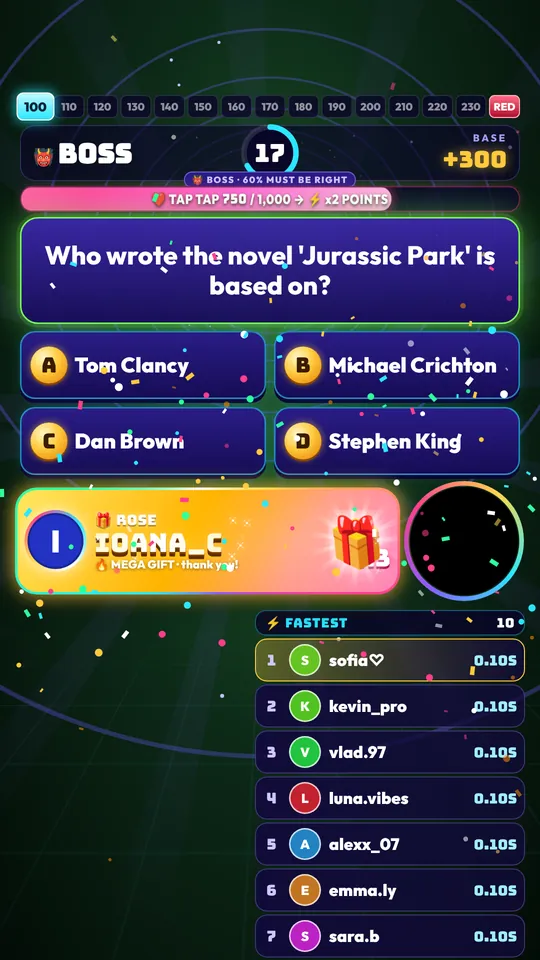 100 110 120 130 140 150 160 170 180 190 200 210 220 230 RED
BOSS
17
BASE
+300
BOSS · 60% MUST BE RIGHT
TAP TAP 750 / 1,000 → ⚡ x2 POINTS
Who wrote the novel 'Jurassic Park' is
based on?
A Tom Clancy
B Michael Crichton
C Dan Brown
D Stephen King
I
ROSE
IOANA_C
MEGA GIFT · thank you!
⚡ FASTEST 10
1 S sofia♡ 0.10S
2 K kevin_pro 0.10S
3 V vlad.97 0.10S
4 L luna.vibes 0.10S
5 A alexx_07 0.10S
6 E emma.ly 0.10S
7 S sara.b 0.10S